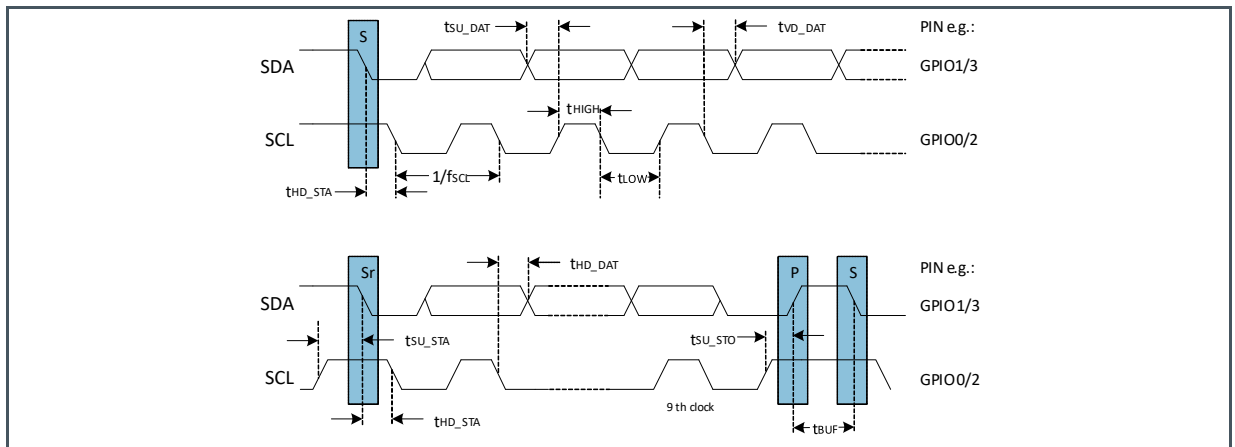 S
tSU_DAT
tVD_DAT
PIN e.g.:
SDA
GPIO1/3
tHIGH
SCL
GPIO0/2
1/fSCL
tLOW
tHD_STA
Sr
tHD_DAT
P
S
PIN e.g.:
SDA
GPIO1/3
tSU_STA
tSU_STO
SCL
GPIO0/2
9 th clock
tHD_STA
tBUF